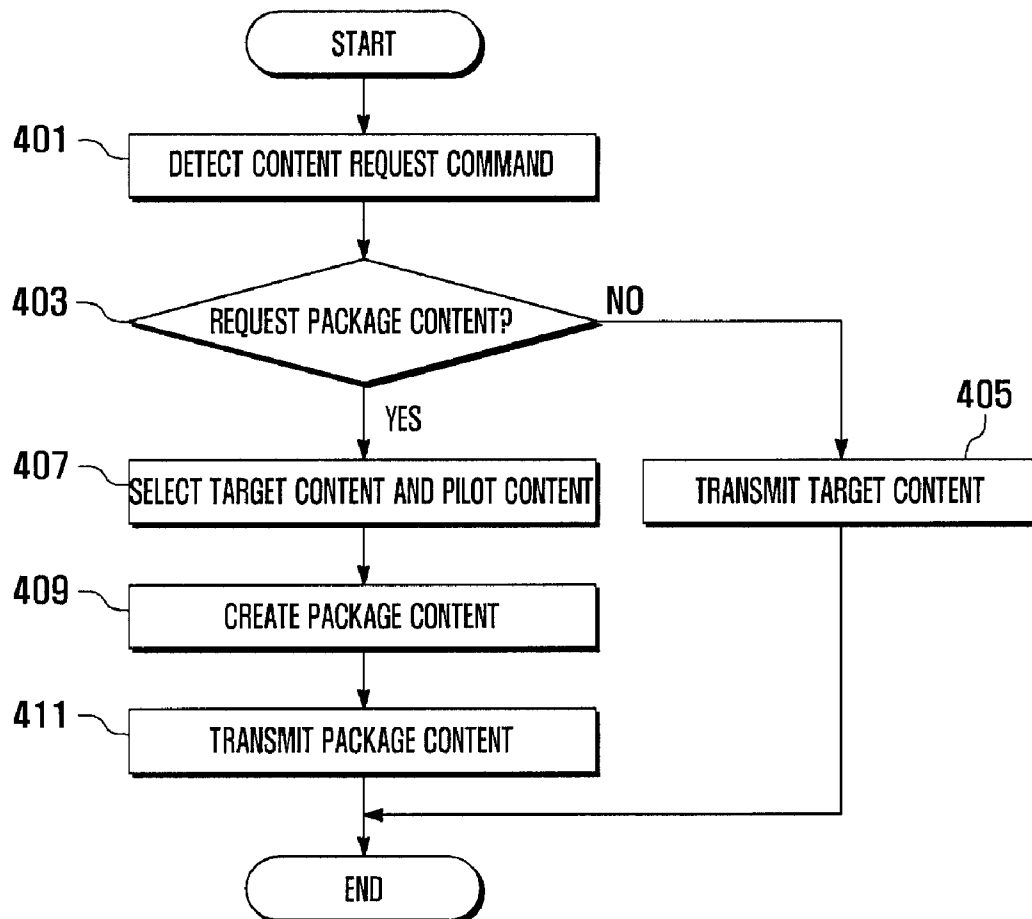 START
401
DETECT CONTENT REQUEST COMMAND
403
REQUEST PACKAGE CONTENT?
NO
YES
405
407
SELECT TARGET CONTENT AND PILOT CONTENT
TRANSMIT TARGET CONTENT
409
CREATE PACKAGE CONTENT
411
TRANSMIT PACKAGE CONTENT
END